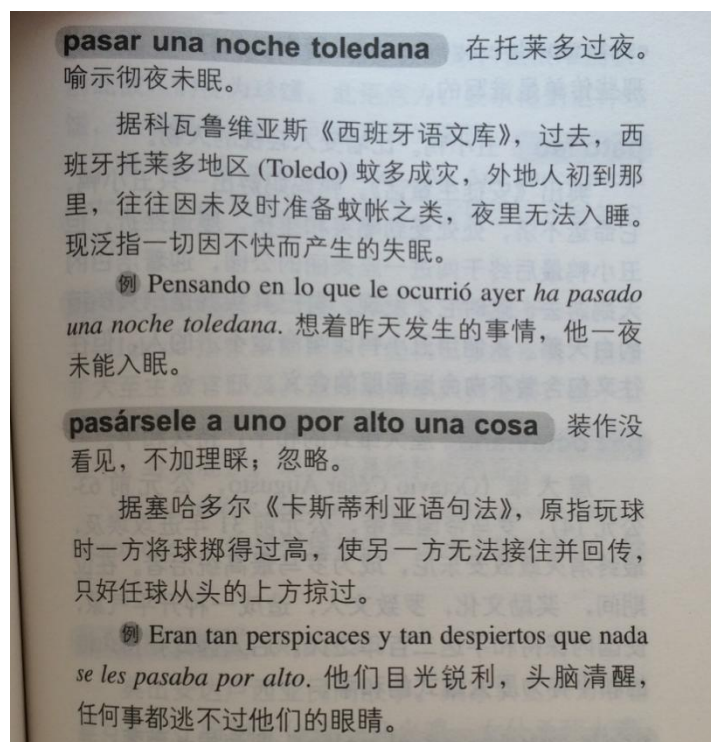 pasar una noche toledana 在托莱多过夜。
喻示彻夜未眠。
据科瓦鲁维亚斯《西班牙语文库》，过去，西
班牙托莱多地区 (Toledo) 蚊多成灾，外地人初到那
里，往往因未及时准备蚊帐之类，夜里无法入睡。
现泛指一切因不快而产生的失眠。
例 Pensando en lo que le ocurrió ayer ha pasado
una noche toledana. 想着昨天发生的事情，他一夜
未能入眠。
pasársele a uno por alto una cosa 装作没
看见，不加理睬；忽略。
据塞哈多尔《卡斯蒂利亚语句法》，原指玩球
时一方将球掷得过高，使另一方无法接住并回传，
只好任球从头的上方掠过。
例 Eran tan perspicaces y tan despiertos que nada
se les pasaba por alto. 他们目光锐利，头脑清醒，
任何事都逃不过他们的眼睛。